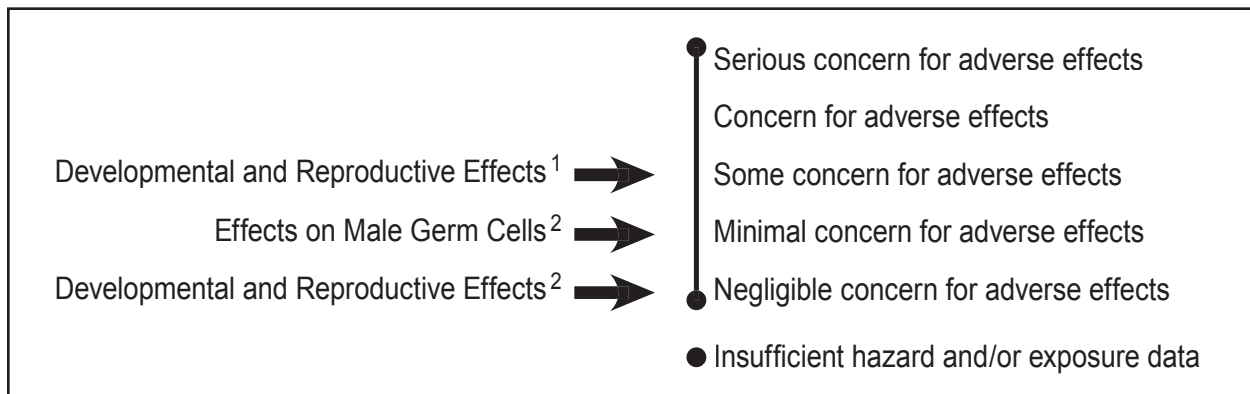 Serious concern for adverse effects
Concern for adverse effects
Developmental and Reproductive Effects 1 Some concern for adverse effects
Effects on Male Germ Cells 2 Minimal concern for adverse effects
Developmental and Reproductive Effects 2 Negligible concern for adverse effects
Insufficient hazard and/or exposure data